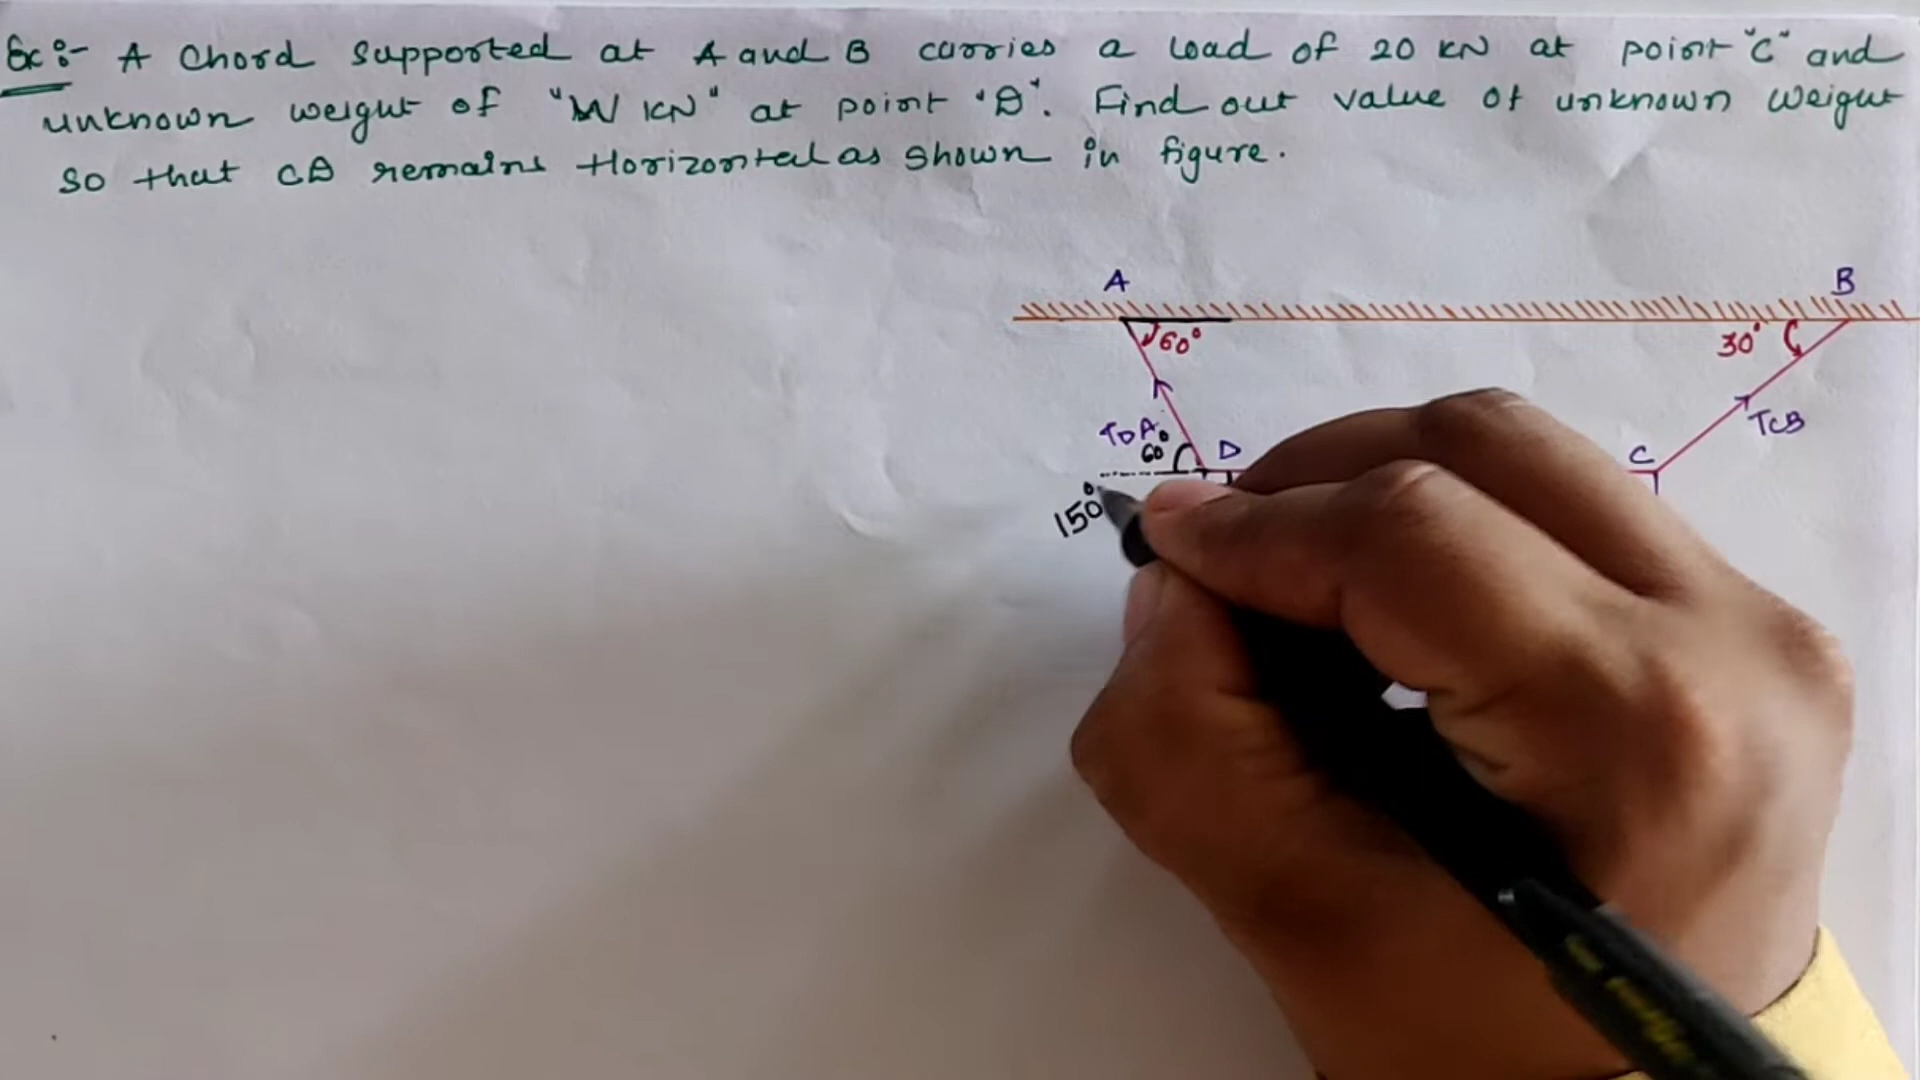 Ex:- A Chord supported at A and B carries a load of 20 KN at point "C" and
unknown weight of "W KN" at point "D". Find out value of unknown weight
so that CD remains Horizontal as shown in figure.
A B
60° 30°
TDA 60° D C TCB
150°